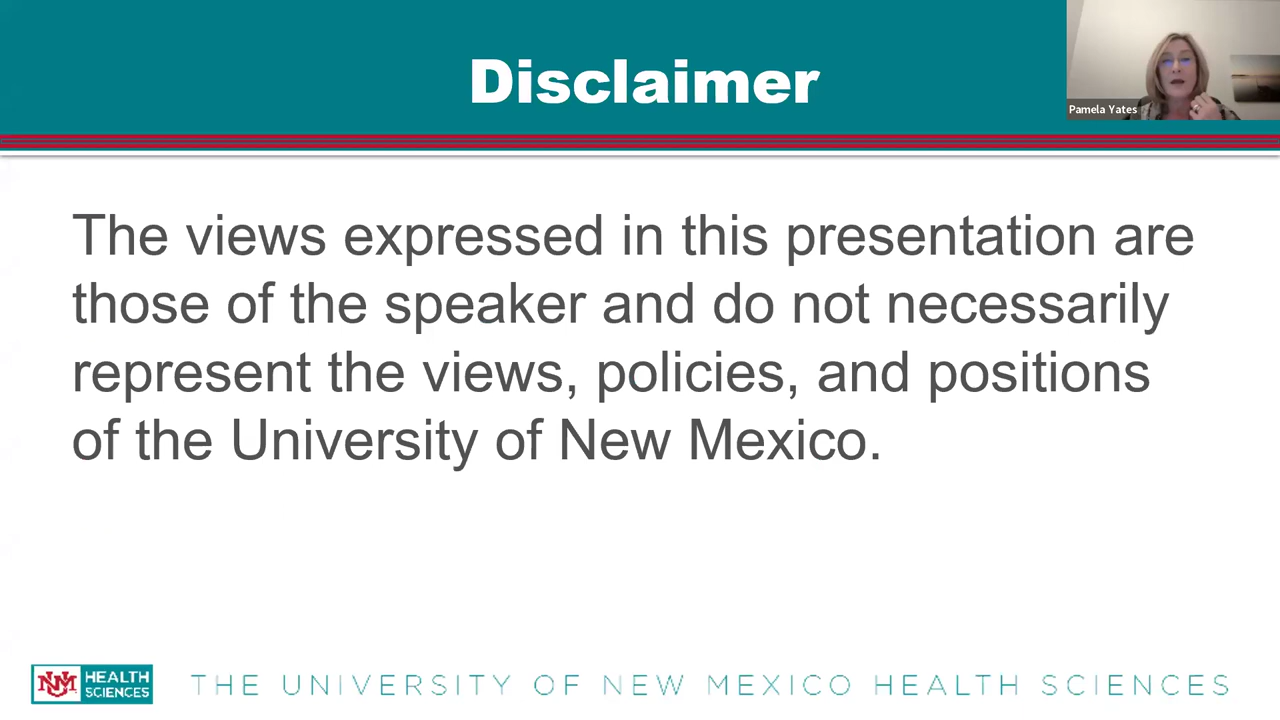 Disclaimer
Pamela Yates
The views expressed in this presentation are
those of the speaker and do not necessarily
represent the views, policies, and positions
of the University of New Mexico.
UNM HEALTH
SCIENCES
THE UNIVERSITY OF NEW MEXICO HEALTH SCIENCES